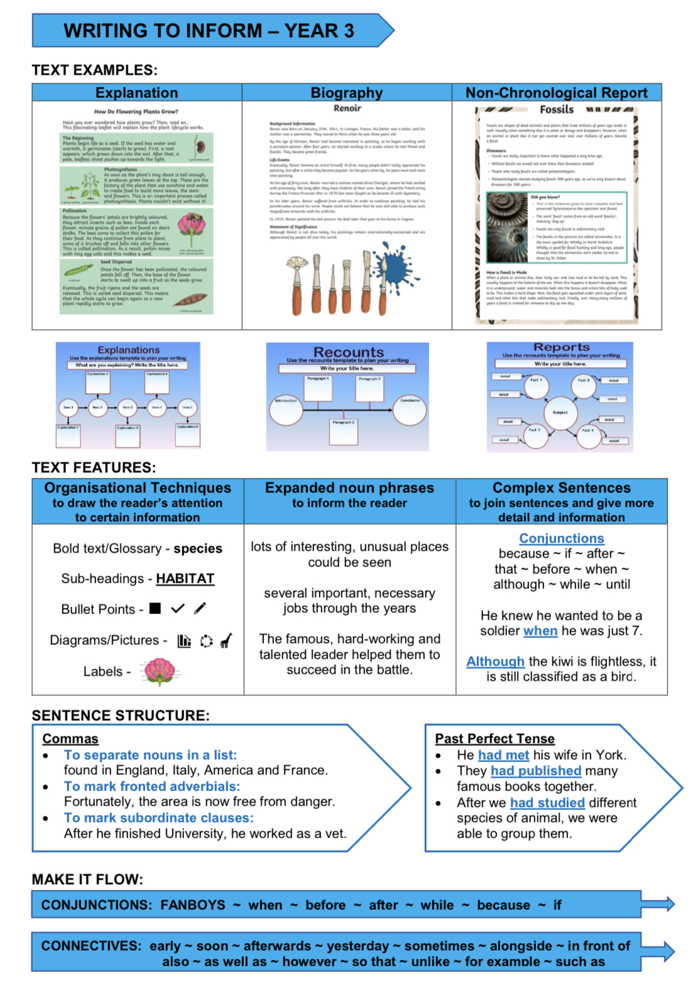 WRITING TO INFORM – YEAR 3
TEXT EXAMPLES:
Explanation
How Do Flowering Plants Grow?
Have you ever wondered how plants grow? Then, read on...
This fascinating leaflet will explain how the plant lifecycle works.
The Beginning
Plants begin life as a seed. If the seed has water and
warmth, it germinates (starts to grow). First, a root
appears, which grows down into the soil. After that, a
pale, leafless shoot pushes up towards the light.
Photosynthesis
As soon as the plant's tiny shoot is tall enough,
it produces green leaves at the top. These are the
factory of the plant that use sunshine and water
to create food to build more leaves, the stem
and flowers. This is an important process called
photosynthesis. Plants couldn't exist without it!
Pollination
Because the flowers' petals are brightly coloured,
they attract insects such as bees. Inside each
flower, minute grains of pollen are found on short
stalks. The bees come to collect this pollen for
their food. As they continue from plant to plant,
some of it brushes off and falls into other flowers.
This is called pollination. As a result, pollen mixes
with tiny egg cells and this makes a seed.
Seed Dispersal
Once the flower has been pollinated, the coloured
petals fall off. Then, the base of the flower
starts to swell up into a fruit as the seeds grow.
Eventually, the fruit ripens and the seeds are
released. This is called seed dispersal. This means
that the whole cycle can begin again as a new
plant rapidly starts to grow.
Biography
Renoir
Background Information
Renoir was born on January 25th, 1841, in Limoges, France. His father was a tailor, and his
mother was a seamstress. They moved to Paris when he was three years old.
By the age of thirteen, Renoir had become interested in painting, so he began working with
a porcelain painter. After four years, he started working in a studio where he met Monet and
Bazille. They became great friends.
Life Events
Eventually, Renoir became an artist himself. At first, many people didn't really appreciate his
painting, but after a while they became popular. As the years when by, he spent more and more
time painting.
At the age of forty-nine, Renoir married a woman named Aline Charigot, whom he had worked
with previously. Not long after, they have children of their own. Renoir joined the French army
during the Franco-Prussian War in 1870 but never fought as he became ill with dysentery.
In his later years, Renoir suffered from arthritis. In order to continue painting, he tied his
paintbrushes around his wrist. People could not believe that he was still able to produce such
magnificent artworks with his arthritis.
In 1919, Renoir painted his last picture. He died later that year at his home in Cagnes.
Statement of Significance
Although Renoir is not alive today, his paintings remain internationally-acclaimed and are
appreciated by people all over the world.
Non-Chronological Report
Fossils
Fossils are shapes of dead animals and plants that lived millions of years ago made in
rock. Usually when something dies it is eaten or decays and disappears. However, when
an animal or plant dies it can get covered over and, over millions of years, become
a fossil.
Dinosaurs
• Fossils are really important to know what happened a long time ago.
• Without fossils we would not even know that dinosaurs existed!
• People who study fossils are called palaeontologists.
• Palaeontologists started studying fossils 200 years ago, so we've only known about
dinosaurs for 200 years!
Did you know?
• 'Sue' is the nickname given to most complete and best
preserved Tyrannosaurus Rex specimen ever found.
• The word 'fossil' comes from an old word 'fossilis',
meaning 'dug up'.
• Fossils are only found in sedimentary rock.
• The fossils in the pictures are called ammonites. It is
the town symbol for Whitby in North Yorkshire.
Whitby is good for fossil hunting and long ago, people
thought that the ammonites were snakes turned to
stone by St. Hilda!
How a Fossil is Made
When a plant or animal dies, their body can sink into mud or be buried by sand. This
usually happens at the bottom of the sea. When this happens it doesn't disappear. When
it is underground, water and minerals leak into the bones and where bits of body used
to be. This makes a hard shape. Next, the fossil gets squashed under more layers of sand,
mud and other bits that make sedimentary rock. Finally, over many,many millions of
years a fossil is created for someone to dig up one day.
Explanations
Use the explanations template to plan your writing
What are you explaining? Write the title here.
Explanation 2
Explanation 4
Item 1
Item 2
Item 3
Item 4
Item 5
Explanation 1
Explanation 3
Explanation 5
Recounts
Use the recounts template to plan your writing
Write your title here.
Paragraph 1
Paragraph 3
Introduction
Conclusion
Paragraph 2
Reports
Use the recounts template to plan your writing
Write your title here.
detail
Fact 1
Fact 2
detail
detail
detail
Subject
detail
detail
Fact 3
Fact 4
detail
detail
TEXT FEATURES:
Organisational Techniques
to draw the reader's attention
to certain information
Bold text/Glossary - species
Sub-headings - HABITAT
Bullet Points -
Diagrams/Pictures -
Labels -
Expanded noun phrases
to inform the reader
lots of interesting, unusual places
could be seen
several important, necessary
jobs through the years
The famous, hard-working and
talented leader helped them to
succeed in the battle.
Complex Sentences
to join sentences and give more
detail and information
Conjunctions
because ~ if ~ after ~
that ~ before ~ when ~
although ~ while ~ until
He knew he wanted to be a
soldier when he was just 7.
Although the kiwi is flightless, it
is still classified as a bird.
SENTENCE STRUCTURE:
Commas
• To separate nouns in a list:
found in England, Italy, America and France.
• To mark fronted adverbials:
Fortunately, the area is now free from danger.
• To mark subordinate clauses:
After he finished University, he worked as a vet.
Past Perfect Tense
• He had met his wife in York.
• They had published many
famous books together.
• After we had studied different
species of animal, we were
able to group them.
MAKE IT FLOW:
CONJUNCTIONS: FANBOYS ~ when ~ before ~ after ~ while ~ because ~ if
CONNECTIVES: early ~ soon ~ afterwards ~ yesterday ~ sometimes ~ alongside ~ in front of
also ~ as well as ~ however ~ so that ~ unlike ~ for example ~ such as